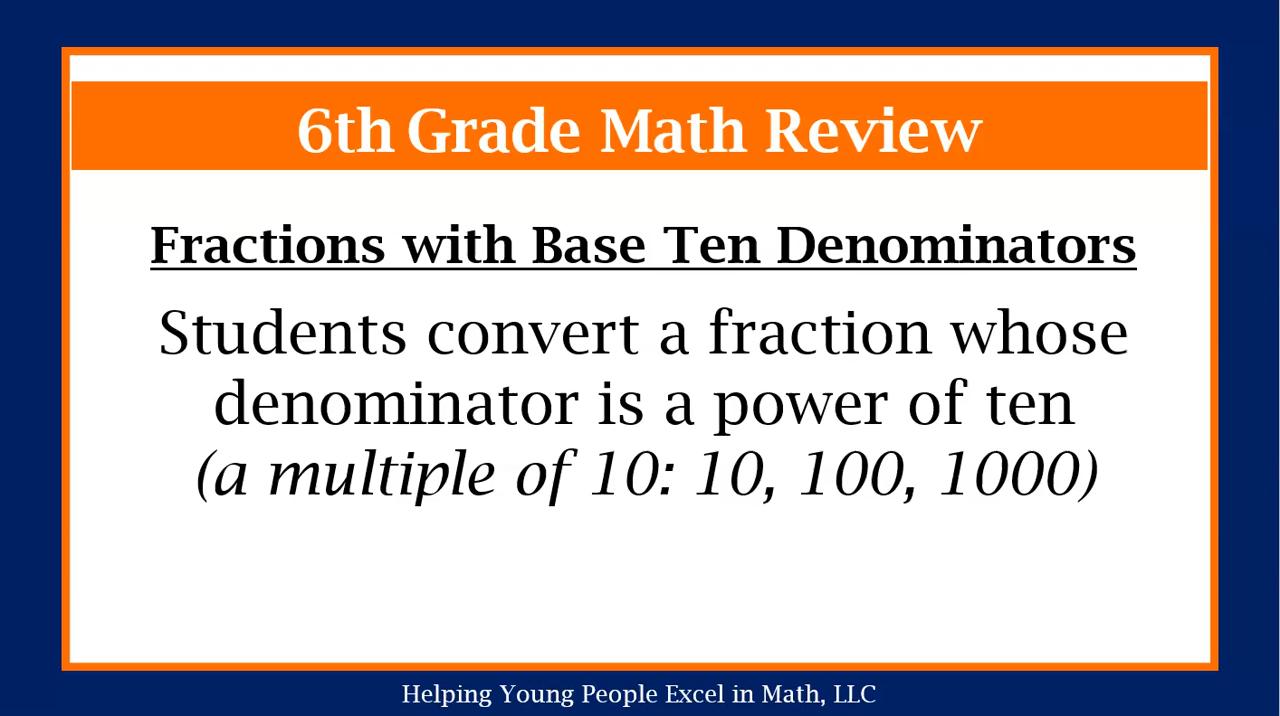 6th Grade Math Review
Fractions with Base Ten Denominators
Students convert a fraction whose
denominator is a power of ten
(a multiple of 10: 10, 100, 1000)
Helping Young People Excel in Math, LLC